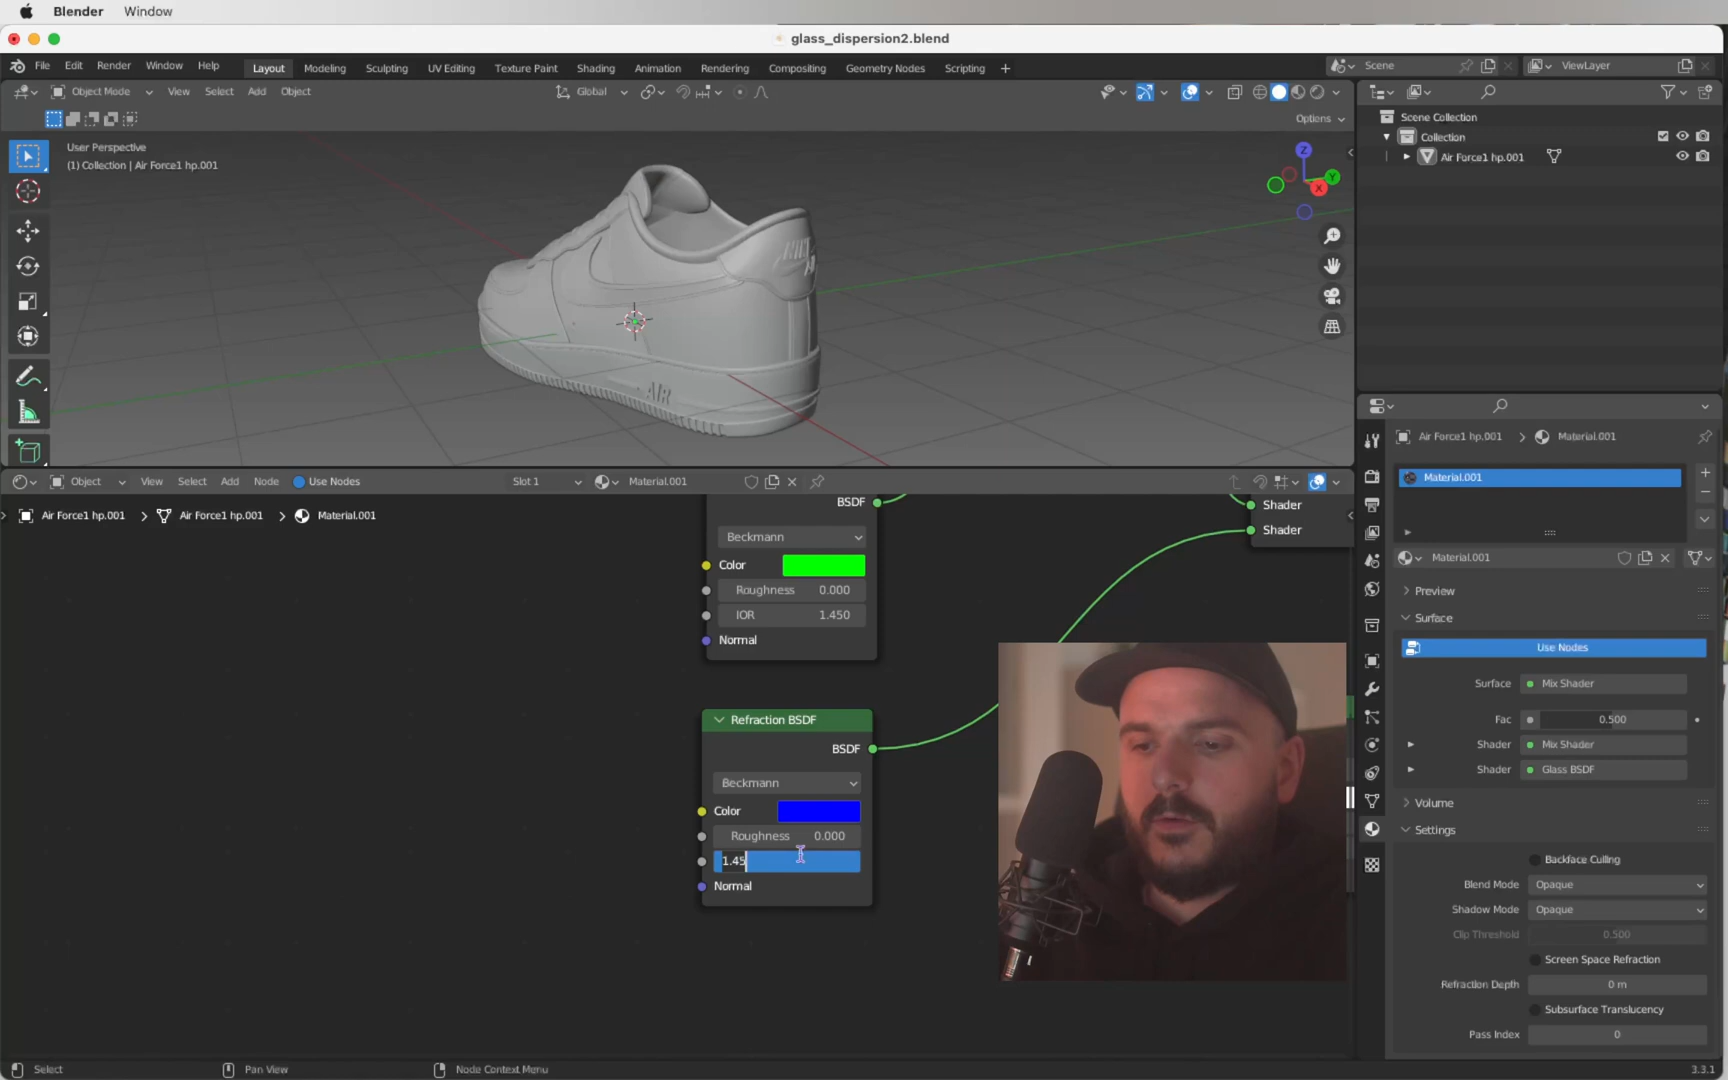 Blender Window
glass_dispersion2.blend
File Edit Render Window Help Layout Modeling Sculpting UV Editing Texture Paint Shading Animation Rendering Compositing Geometry Nodes Scripting + Scene ViewLayer
Object Mode View Select Add Object Global
Options
User Perspective
(1) Collection | Air Force1 hp.001
Z
Y
X
AIR
Scene Collection
Collection
Air Force1 hp.001
Object View Select Add Node Use Nodes Slot 1 Material.001
Air Force1 hp.001 Air Force1 hp.001 Material.001
BSDF
Beckmann
Color
Roughness 0.000
IOR 1.450
Normal
Shader
Shader
Refraction BSDF
BSDF
Beckmann
Color
Roughness 0.000
1.45
Normal
Air Force1 hp.001 Material.001
Material.001
Material.001
Preview
Surface
Use Nodes
Surface Mix Shader
Fac 0.500
Shader Mix Shader
Shader Glass BSDF
Volume
Settings
Backface Culling
Blend Mode Opaque
Shadow Mode Opaque
Clip Threshold 0.500
Screen Space Refraction
Refraction Depth 0 m
Subsurface Translucency
Pass Index 0
Select Pan View Node Context Menu 3.3.1